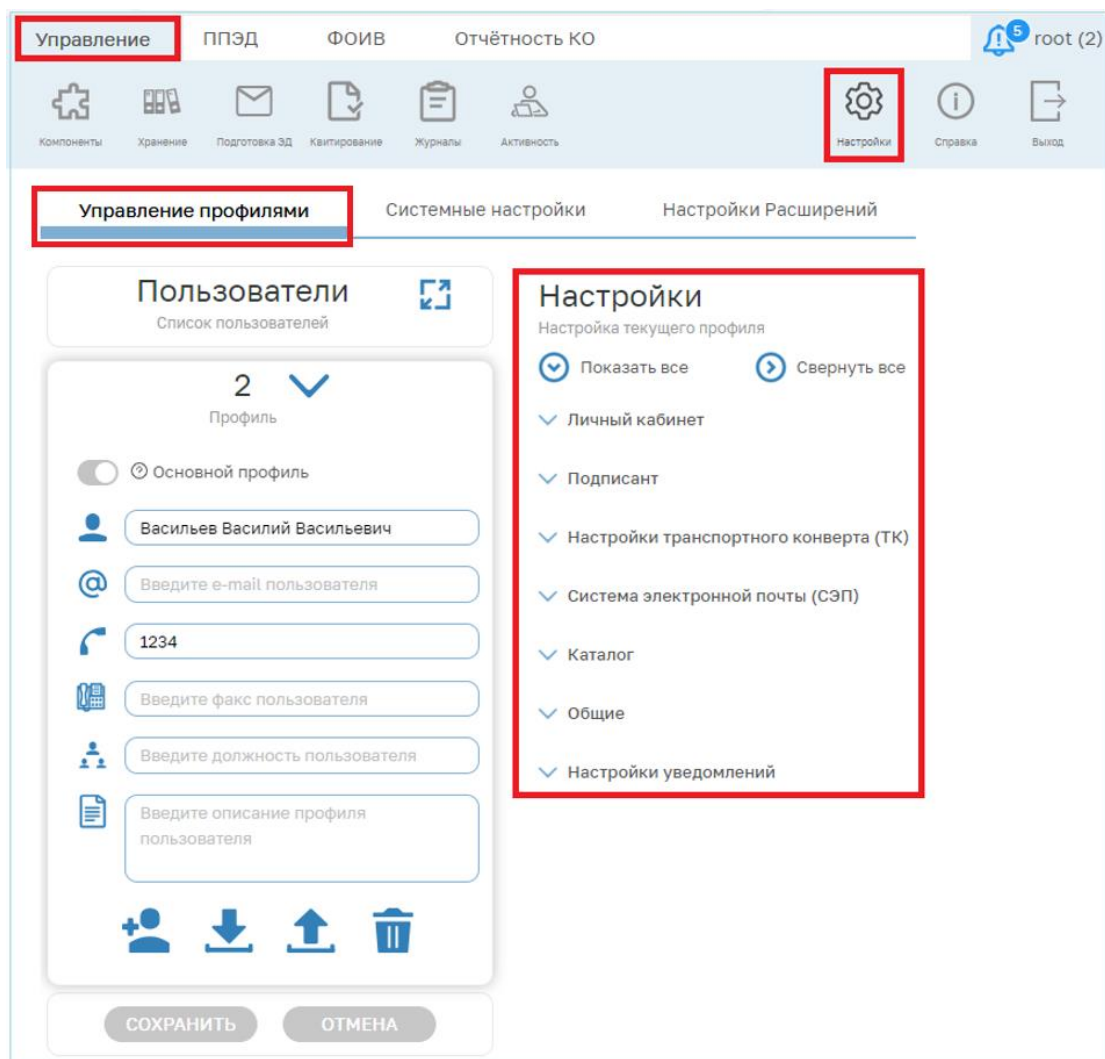 Управление ППЭД ФОИВ Отчётность КО 5 root (2)
Компоненты Хранение Подготовка ЭД Квитирование Журналы Активность Настройки Справка Выход
Управление профилями Системные настройки Настройки Расширений
Пользователи
Список пользователей
2
Профиль
Основной профиль
Васильев Василий Васильевич
Введите e-mail пользователя
1234
Введите факс пользователя
Введите должность пользователя
Введите описание профиля
пользователя
СОХРАНИТЬ ОТМЕНА
Настройки
Настройка текущего профиля
Показать все Свернуть все
Личный кабинет
Подписант
Настройки транспортного конверта (ТК)
Система электронной почты (СЭП)
Каталог
Общие
Настройки уведомлений